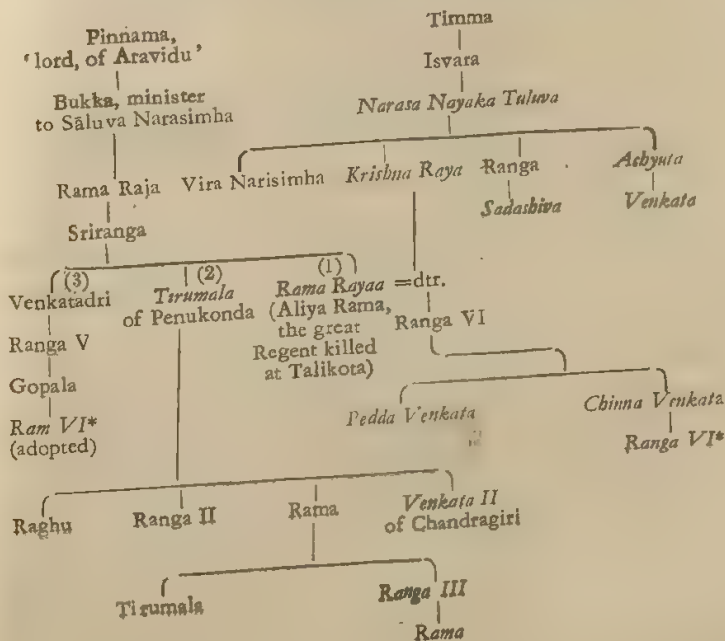 Timma
Pinnama,
'lord, of Aravidu'
Isvara
Bukka, minister
to Sāluva Narasimha
Narasa Nayaka Tuluva
Rama Raja Vira Narisimha Krishna Raya Ranga Achyuta
Sadashiva Venkata
Sriranga
(3) (2) (1)
Venkatadri Tirumala Rama Rayaa =dtr.
of Penukonda (Aliya Rama,
the great
Regent killed
at Talikota)
Ranga V Ranga VI
Gopala
Ram VI*
(adopted)
Pedda Venkata Chinna Venkata
Ranga VI*
Raghu Ranga II Rama Venkata II
of Chandragiri
Tirumala Ranga III
Rama